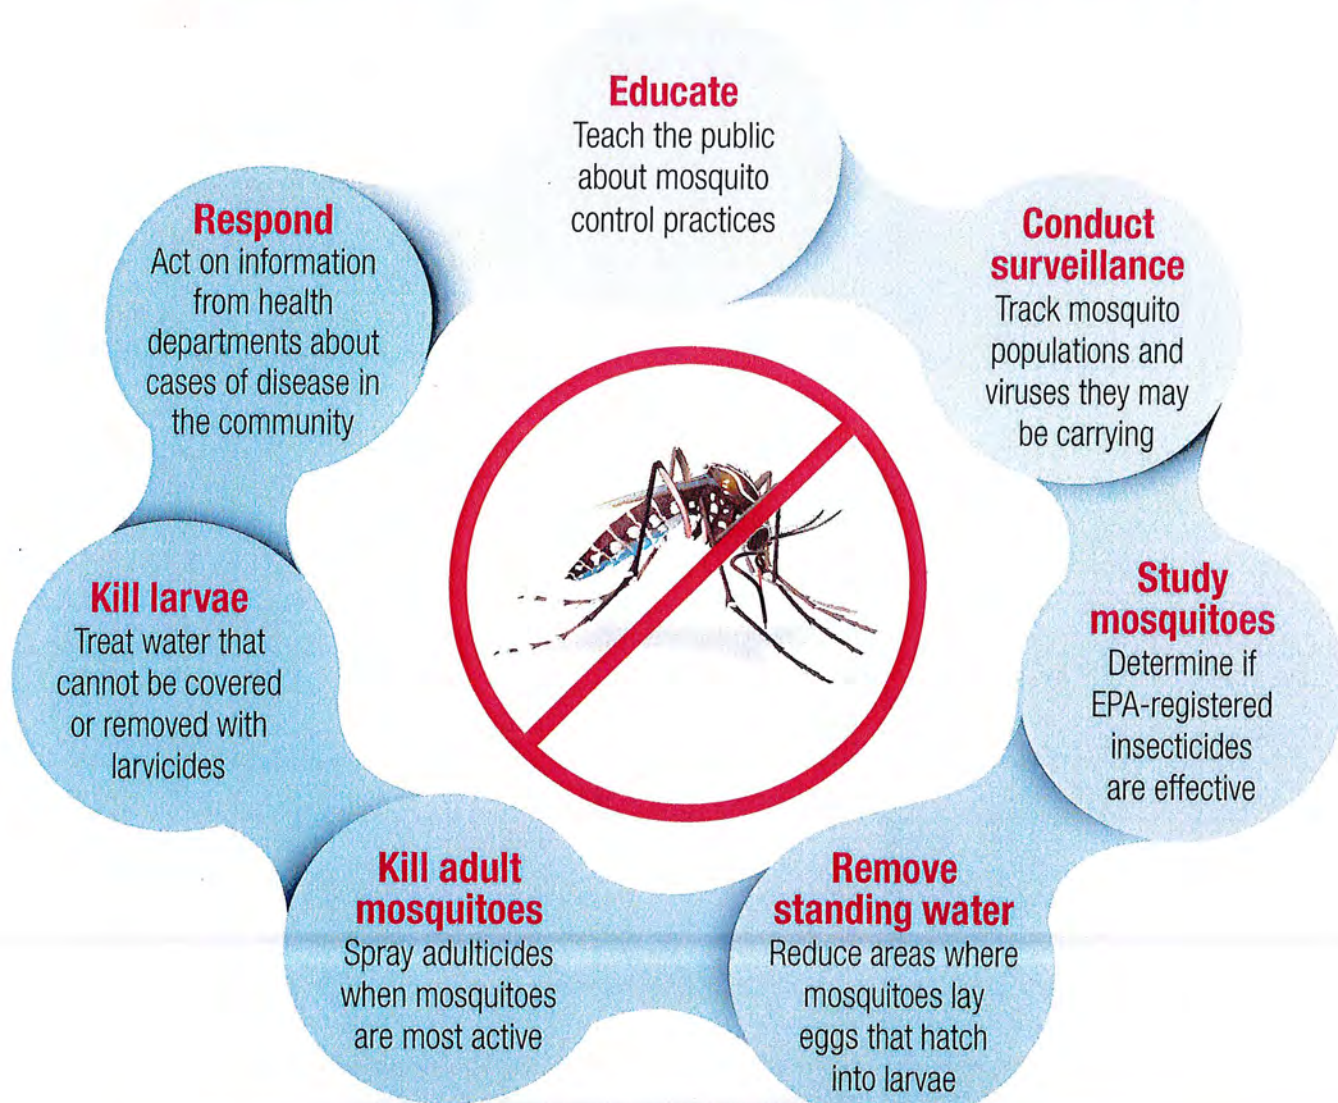 Educate
Teach the public
about mosquito
control practices
Conduct
surveillance
Track mosquito
populations and
viruses they may
be carrying
Study
mosquitoes
Determine if
EPA-registered
insecticides
are effective
Remove
standing water
Reduce areas where
mosquitoes lay
eggs that hatch
into larvae
Kill adult
mosquitoes
Spray adulticides
when mosquitoes
are most active
Kill larvae
Treat water that
cannot be covered
or removed with
larvicides
Respond
Act on information
from health
departments about
cases of disease in
the community